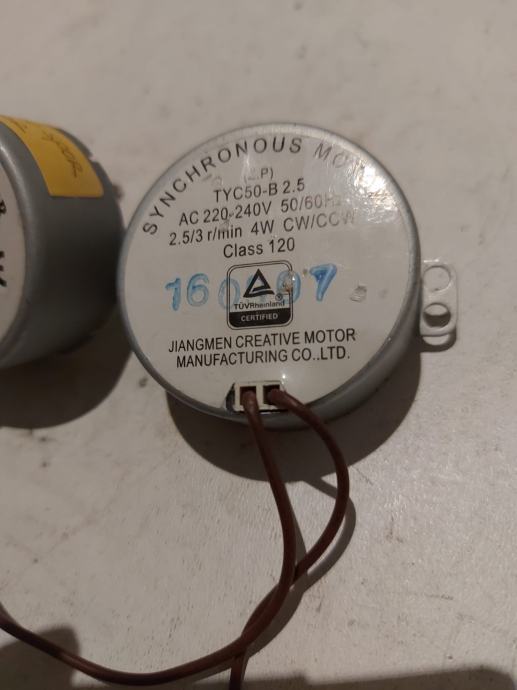 SYNCHRONOUS
TYC50-B 2.5
AC 220-240V 50/60Hz
2.5/3 r/min 4W CW/CCW
Class 120
TÜVRheinland
CERTIFIED
JIANGMEN CREATIVE MOTOR
MANUFACTURING CO.,LTD.